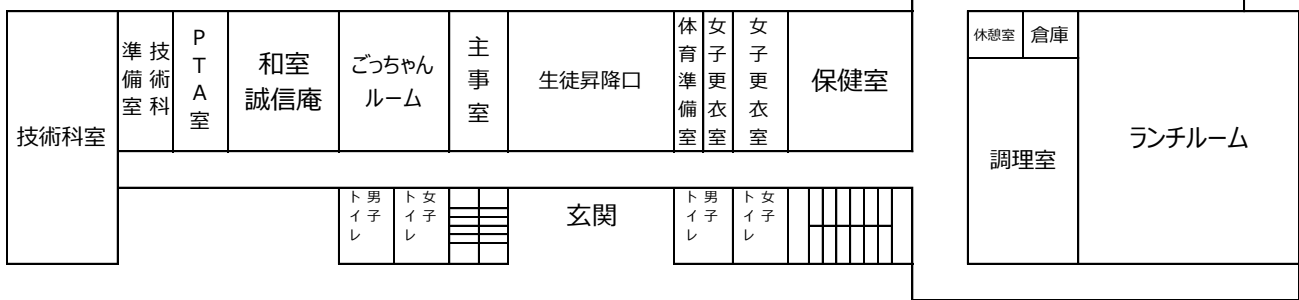 技術科室
技術科
準備室
PTA室
和室
誠信庵
ごっちゃん
ルーム
主事室
生徒昇降口
体育準備室
女子更衣室
女子更衣室
保健室
休憩室
倉庫
調理室
ランチルーム
男子
トイレ
女子
トイレ
玄関
男子
トイレ
女子
トイレ